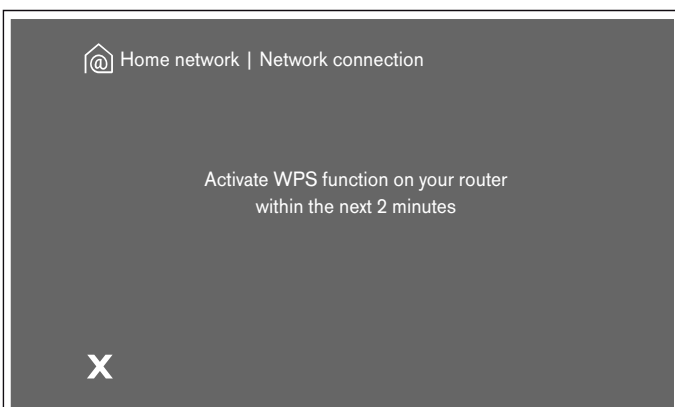 @ Home network | Network connection
Activate WPS function on your router
within the next 2 minutes
X